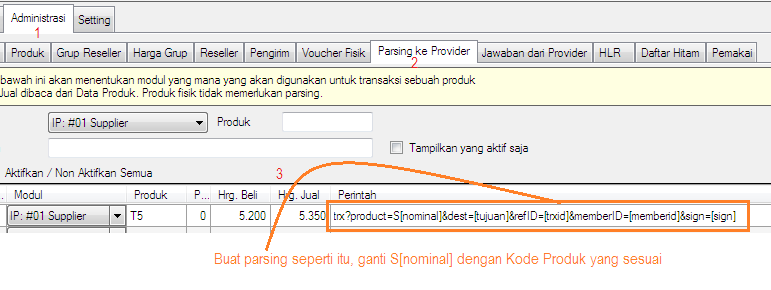 Administrasi Setting
1
Produk Grup Reseller Harga Grup Reseller Pengirim Voucher Fisik Parsing ke Provider Jawaban dari Provider HLR Daftar Hitam Pemakai
2
bawah ini akan menentukan modul yang mana yang akan digunakan untuk transaksi sebuah produk
Jual dibaca dari Data Produk. Produk fisik tidak memerlukan parsing.
IP: #01 Supplier Produk
Tampilkan yang aktif saja
Aktifkan / Non Aktifkan Semua 3
Modul Produk P... Hrg. Beli Hrg. Jual Perintah
IP: #01 Supplier T5 0 5.200 5.350 trx?product=S[nominal]&dest=[tujuan]&refID=[trxid]&memberID=[memberid]&sign=[sign]
Buat parsing seperti itu, ganti S[nominal] dengan Kode Produk yang sesuai